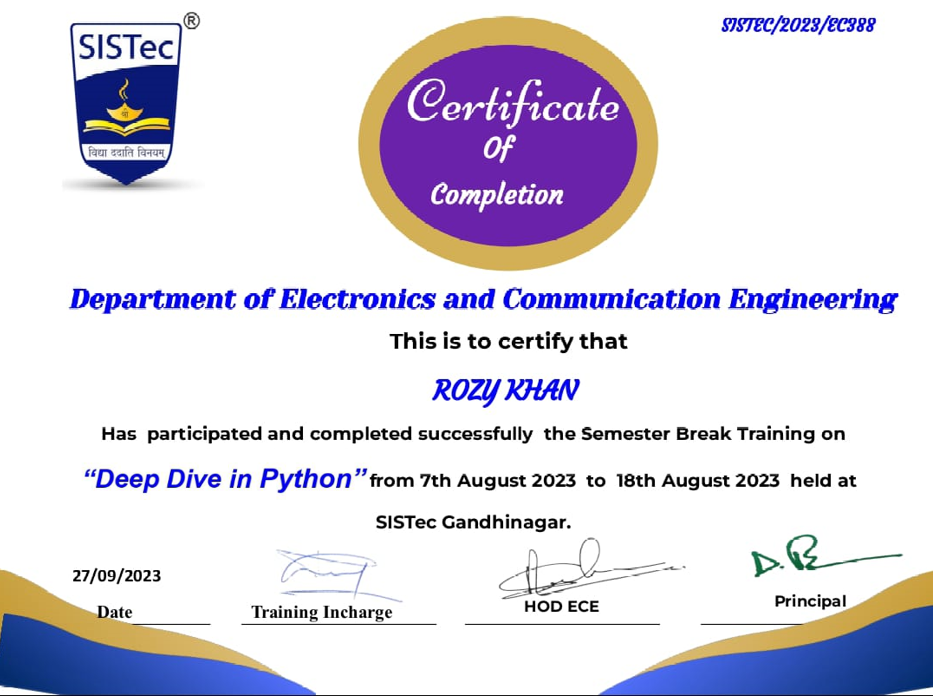 SISTec ®
श्री
विद्या ददाति विनयम्
SISTEC/2023/EC388
Certificate
Of
Completion
Department of Electronics and Communication Engineering
This is to certify that
ROZY KHAN
Has participated and completed successfully the Semester Break Training on
“Deep Dive in Python” from 7th August 2023 to 18th August 2023 held at
SISTec Gandhinagar.
27/09/2023
Date
Training Incharge
HOD ECE
Principal